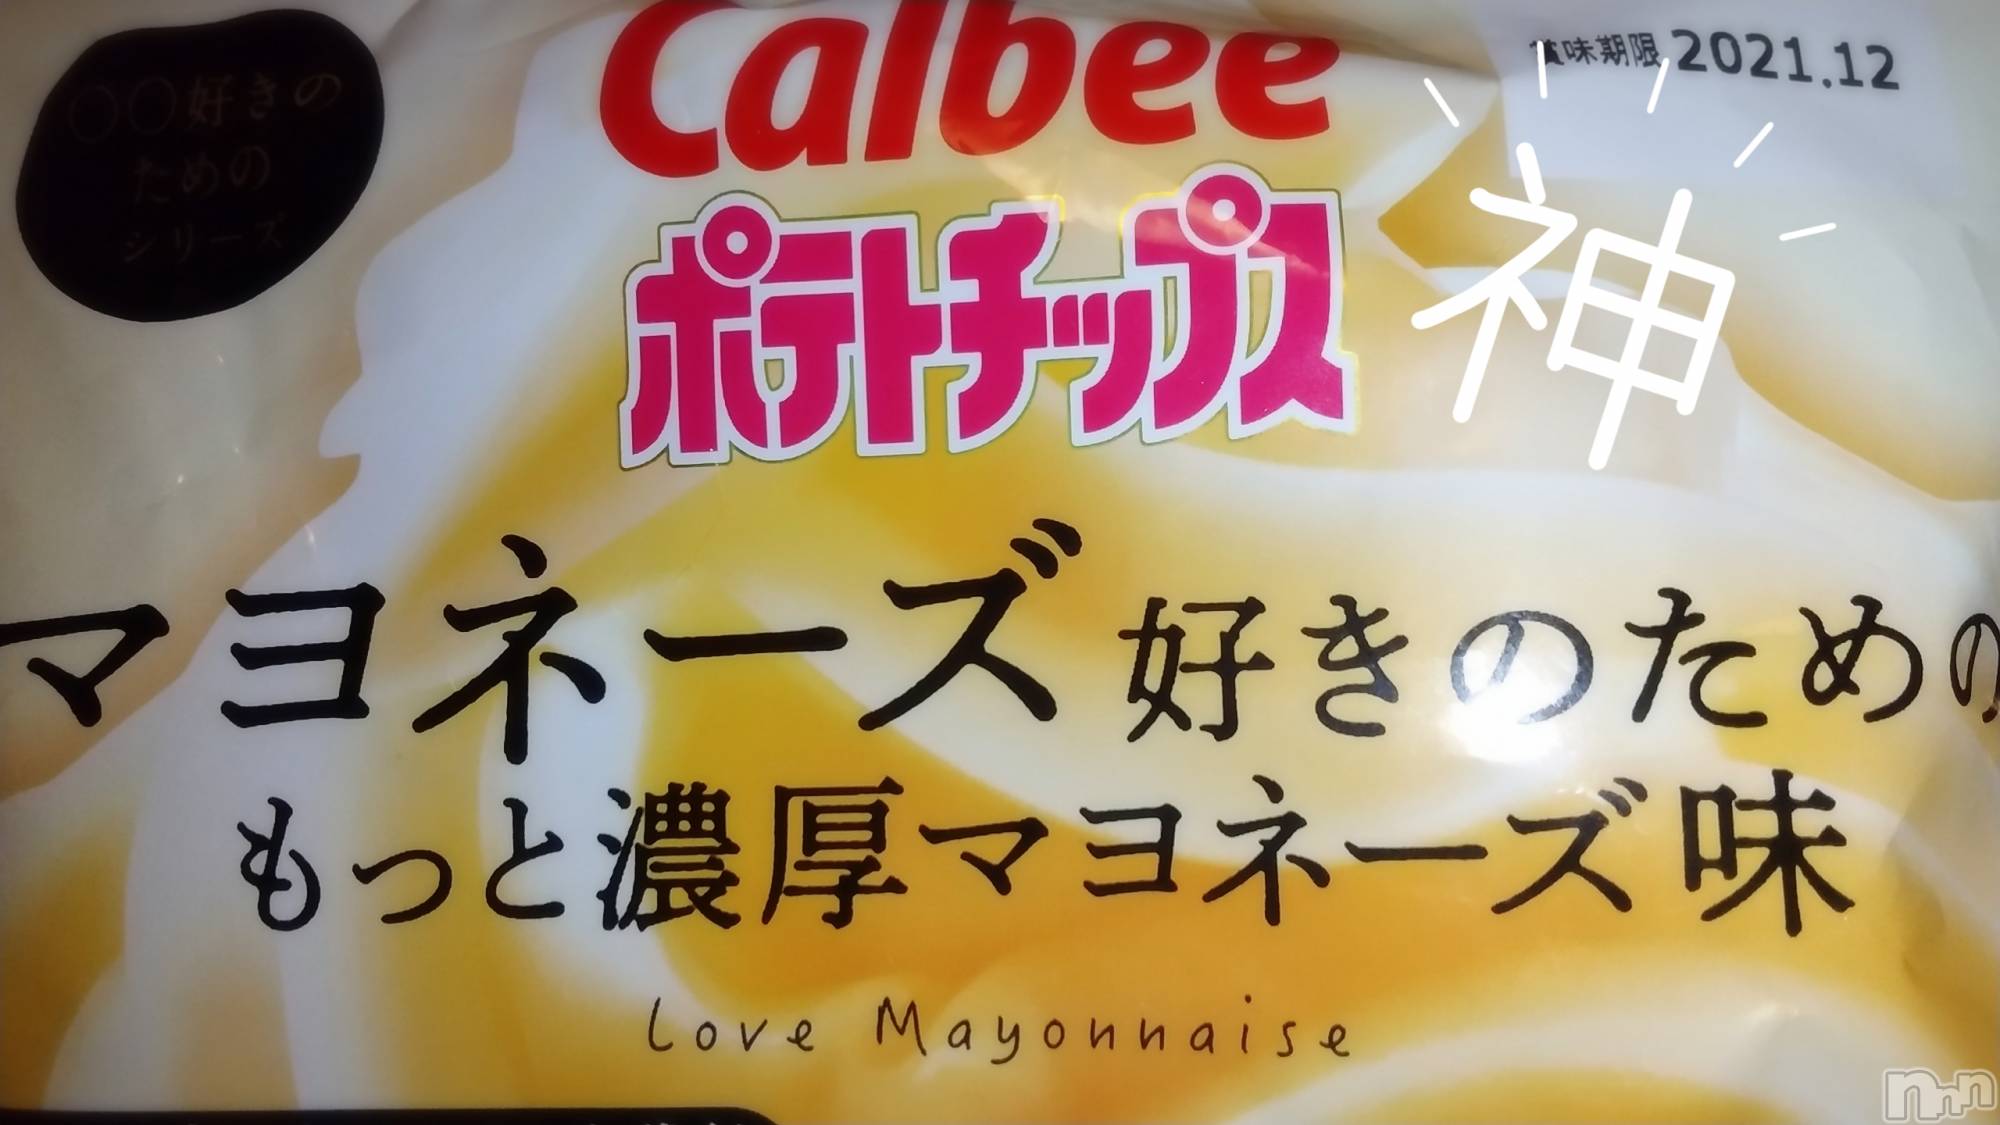 〇〇好きの
ための
シリーズ
Calbee
賞味期限 2021.12
ポテトチップス
神
マヨネーズ好きのための
もっと濃厚マヨネーズ味
Love Mayonnaise
nnn